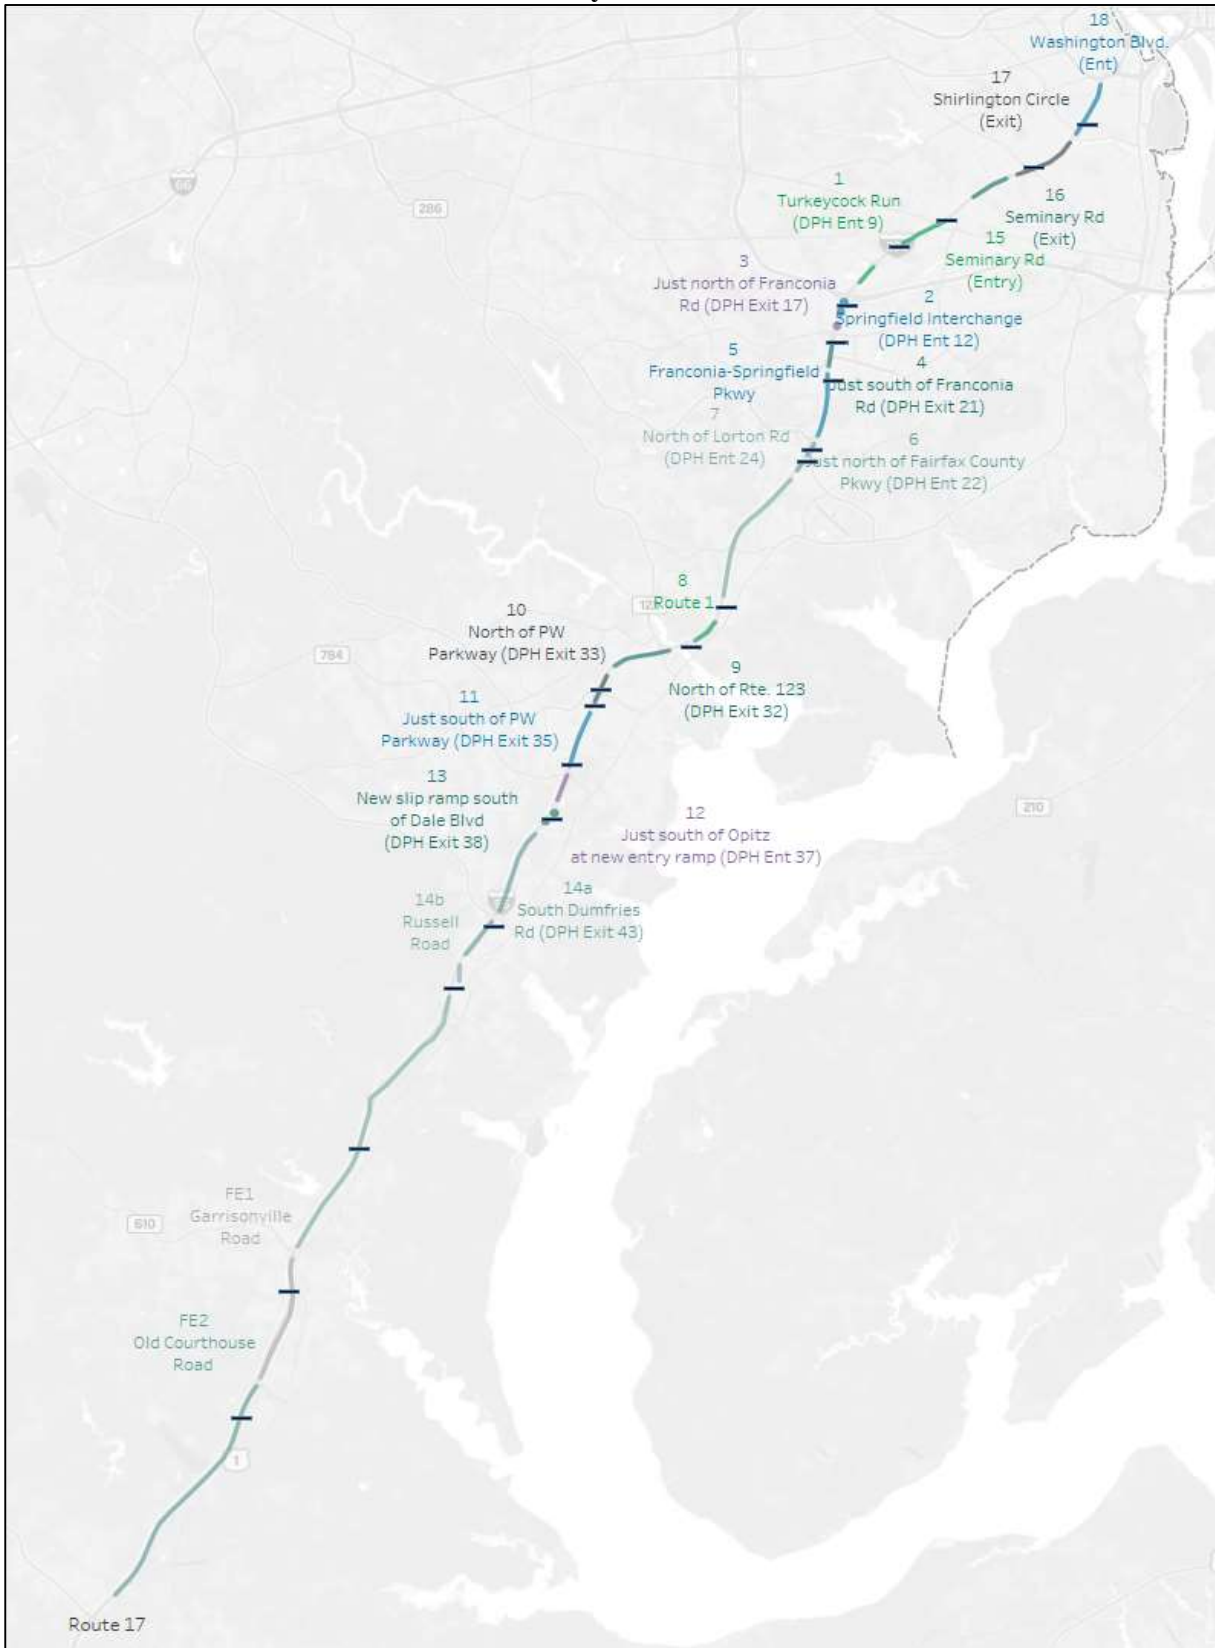 18
Washington Blvd.
(Ent)
17
Shirlington Circle
(Exit)
16
Seminary Rd
(Exit)
1
Turkeycock Run
(DPH Ent 9)
15
Seminary Rd
(Entry)
66
286
3
Just north of Franconia
Rd (DPH Exit 17)
2
Springfield Interchange
(DPH Ent 12)
5
Franconia-Springfield
Pkwy
4
Just south of Franconia
Rd (DPH Exit 21)
7
North of Lorton Rd
(DPH Ent 24)
6
Just north of Fairfax County
Pkwy (DPH Ent 22)
8
Route 1
10
North of PW
Parkway (DPH Exit 33)
784
9
North of Rte. 123
(DPH Exit 32)
11
Just south of PW
Parkway (DPH Exit 35)
13
New slip ramp south
of Dale Blvd
(DPH Exit 38)
12
Just south of Opitz
at new entry ramp (DPH Ent 37)
210
14b
Russell
Road
14a
South Dumfries
Rd (DPH Exit 43)
FE1
Garrisonville
Road
610
FE2
Old Courthouse
Road
1
Route 17